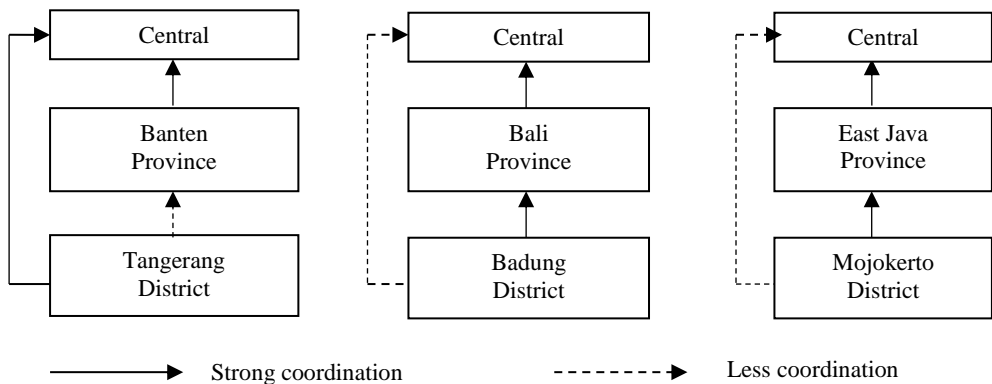 Central
Banten
Province
Tangerang
District
Central
Bali
Province
Badung
District
Central
East Java
Province
Mojokerto
District
Strong coordination
Less coordination